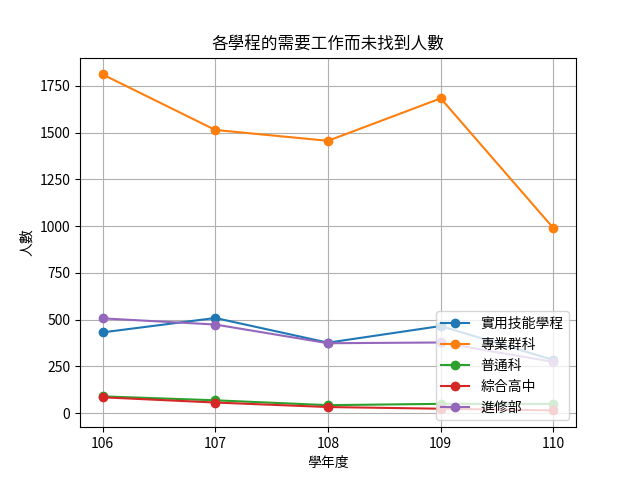 各學程的需要工作而未找到人數
人數
1750
1500
1250
1000
750
500
250
0
106
107
108
109
110
學年度
實用技能學程
專業群科
普通科
綜合高中
進修部